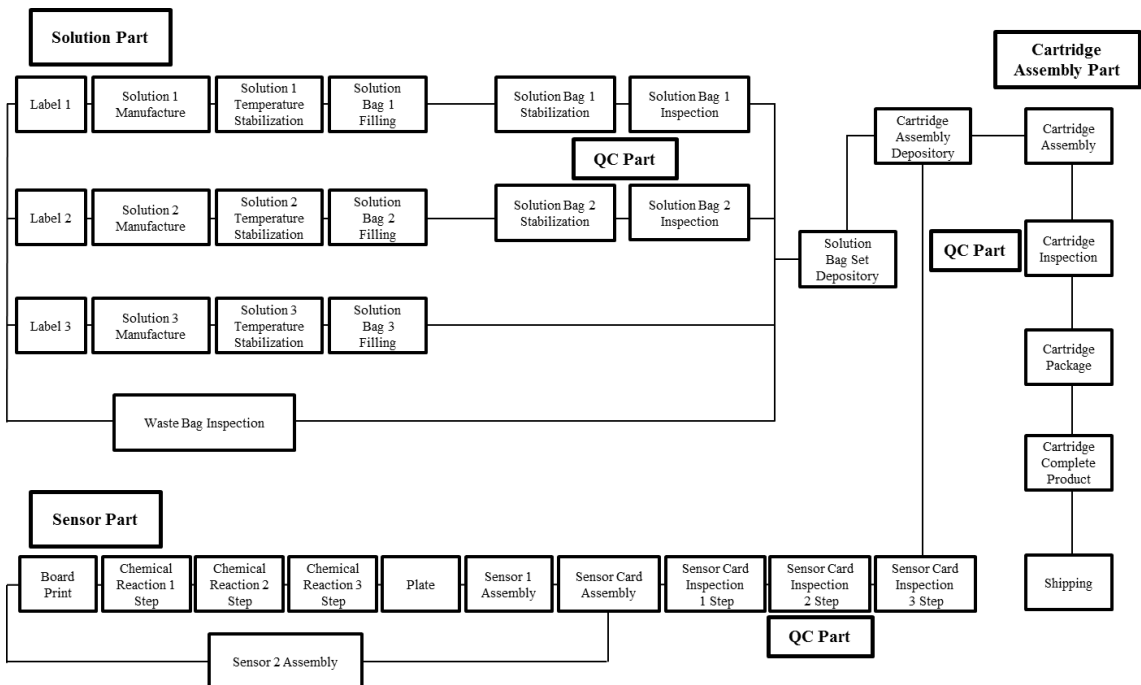 Solution Part
Cartridge
Assembly Part
Label 1
Solution 1
Manufacture
Solution 1
Temperature
Stabilization
Solution
Bag 1
Filling
Solution Bag 1
Stabilization
Solution Bag 1
Inspection
Cartridge
Assembly
Depository
Cartridge
Assembly
QC Part
Label 2
Solution 2
Manufacture
Solution 2
Temperature
Stabilization
Solution
Bag 2
Filling
Solution Bag 2
Stabilization
Solution Bag 2
Inspection
Solution
Bag Set
Depository
QC Part
Cartridge
Inspection
Label 3
Solution 3
Manufacture
Solution 3
Temperature
Stabilization
Solution
Bag 3
Filling
Cartridge
Package
Waste Bag Inspection
Cartridge
Complete
Product
Sensor Part
Board
Print
Chemical
Reaction 1
Step
Chemical
Reaction 2
Step
Chemical
Reaction 3
Step
Plate
Sensor 1
Assembly
Sensor Card
Assembly
Sensor Card
Inspection
1 Step
Sensor Card
Inspection
2 Step
Sensor Card
Inspection
3 Step
Shipping
QC Part
Sensor 2 Assembly